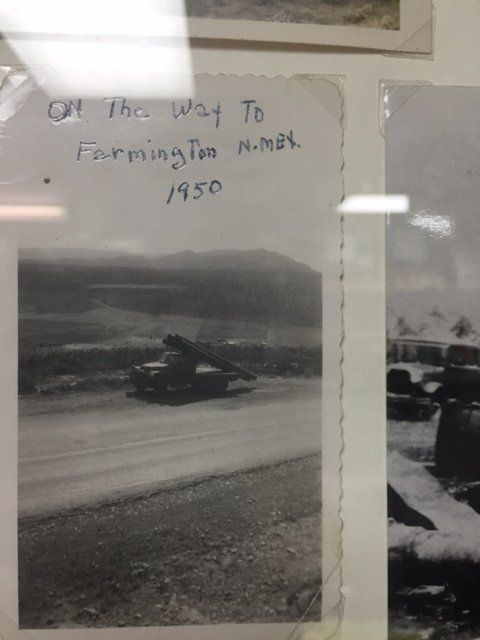 ON The Way To
Farmington N.MEX.
1950